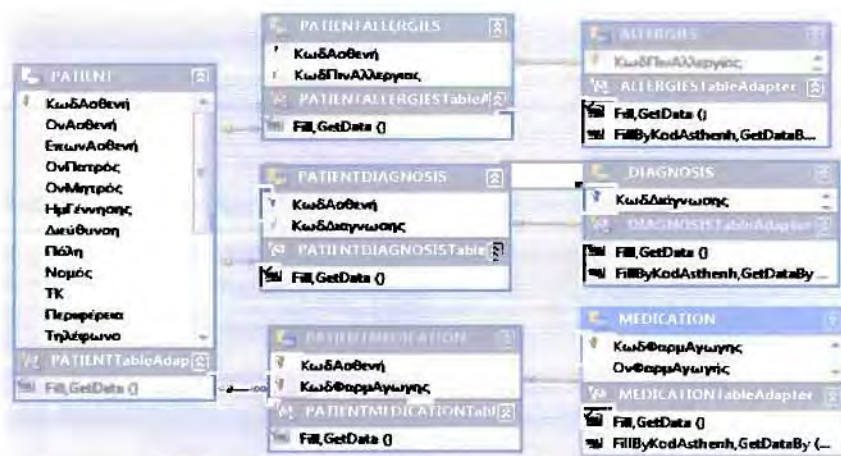 PATIENT
ΚωδΑσθενή
ΟνΑσθενή
ΕπωνΑσθενή
ΟνΠατρός
ΟνΜητρός
ΗμΓέννησης
Διεύθυνση
Πόλη
Νομός
ΤΚ
Περιφέρεια
Τηλέφωνο
PATIENTTableAdap
Fill,GetData ()
PATIENTALLERGIES
ΚωδΑσθενή
ΚωδΠινΑλλεργιας
PATIENTALLERGIESTableA
Fill,GetData ()
ALLERGIES
ΚωδΠινΑλλεργιας
ALLERGIESTableAdapter
Fill,GetData ()
FillByKodAsthenh,GetDataB...
PATIENTDIAGNOSIS
ΚωδΑσθενή
ΚωδΔιαγνωσης
PATIENTDIAGNOSISTable
Fill,GetData ()
DIAGNOSIS
ΚωδΔιάγνωσης
DIAGNOSISTableAdapter
Fill,GetData ()
FillByKodAsthenh,GetDataBy ...
PATIENTMEDICATION
ΚωδΑσθενή
ΚωδΦαρμΑγωγης
PATIENTMEDICATIONTabl
Fill,GetData ()
MEDICATION
ΚωδΦαρμΑγωγης
ΟνΦαρμΑγωγής
MEDICATIONTableAdapter
Fill,GetData ()
FillByKodAsthenh,GetDataBy (...